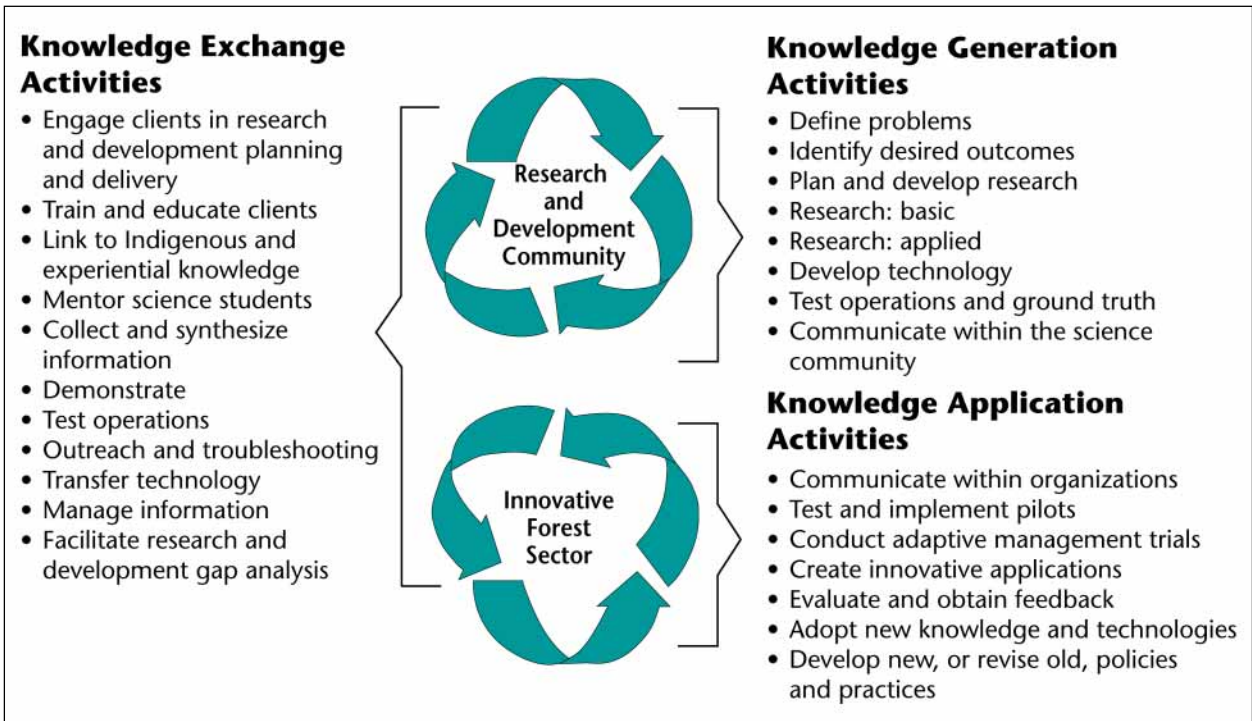 Knowledge Exchange
Activities
• Engage clients in research
and development planning
and delivery
• Train and educate clients
• Link to Indigenous and
experiential knowledge
• Mentor science students
• Collect and synthesize
information
• Demonstrate
• Test operations
• Outreach and troubleshooting
• Transfer technology
• Manage information
• Facilitate research and
development gap analysis
Research
and
Development
Community
Innovative
Forest
Sector
Knowledge Generation
Activities
• Define problems
• Identify desired outcomes
• Plan and develop research
• Research: basic
• Research: applied
• Develop technology
• Test operations and ground truth
• Communicate within the science
community
Knowledge Application
Activities
• Communicate within organizations
• Test and implement pilots
• Conduct adaptive management trials
• Create innovative applications
• Evaluate and obtain feedback
• Adopt new knowledge and technologies
• Develop new, or revise old, policies
and practices